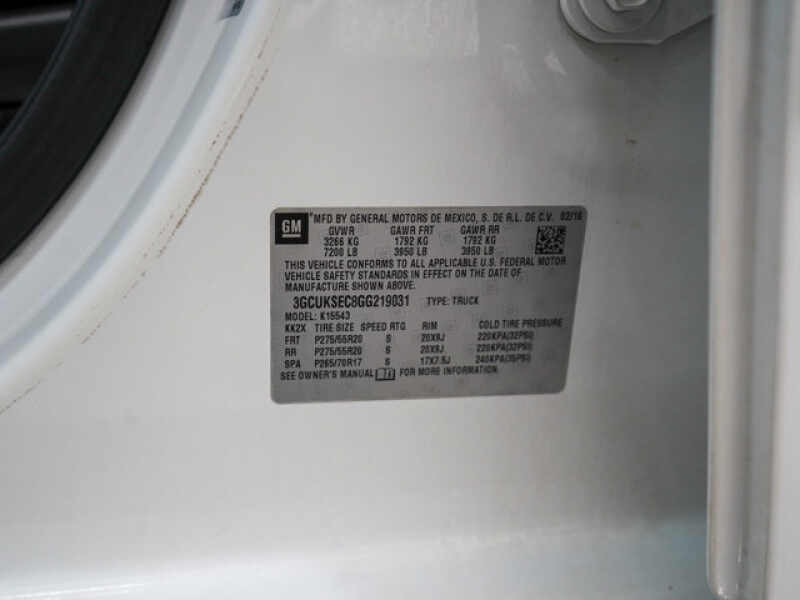 GM MFD BY GENERAL MOTORS DE MEXICO, S. DE R.L. DE C.V. 02/16
GVWR GAWR FRT GAWR RR
3266 KG 1792 KG 1792 KG
7200 LB 3950 LB 3950 LB
THIS VEHICLE CONFORMS TO ALL APPLICABLE U.S. FEDERAL MOTOR
VEHICLE SAFETY STANDARDS IN EFFECT ON THE DATE OF
MANUFACTURE SHOWN ABOVE.
3GCUKSEC8GG219031 TYPE: TRUCK
MODEL: K15543
KK2X TIRE SIZE SPEED RTG RIM COLD TIRE PRESSURE
FRT P275/55R20 S 20X9J 220KPA(32PSI)
RR P275/55R20 S 20X9J 220KPA(32PSI)
SPA P265/70R17 S 17X7.5J 240KPA(35PSI)
SEE OWNER'S MANUAL FOR MORE INFORMATION.